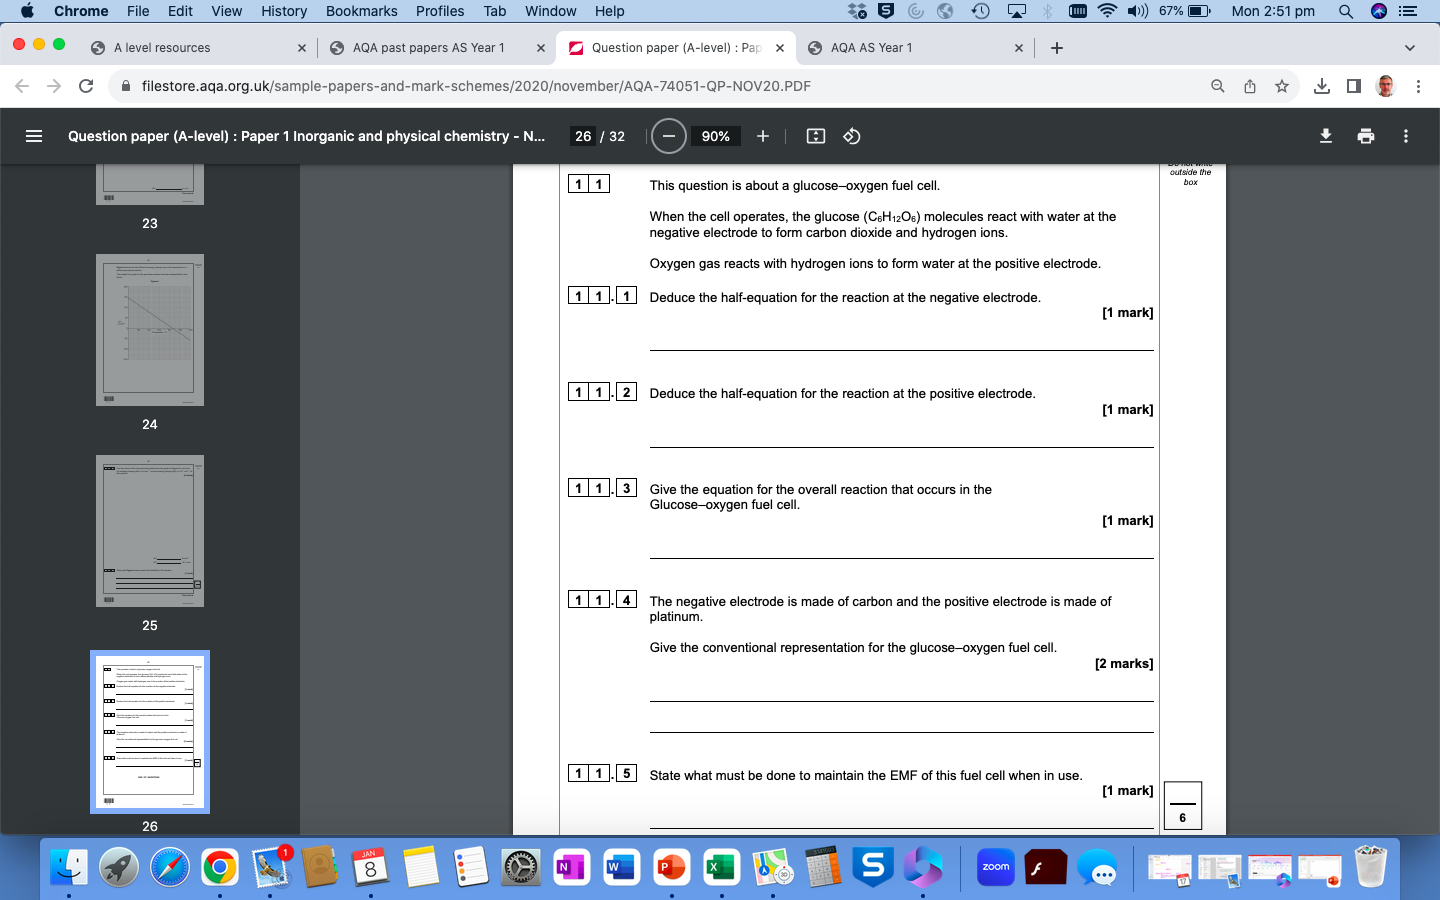 Chrome File Edit View History Bookmarks Profiles Tab Window Help 67% Mon 2:51 pm
A level resources AQA past papers AS Year 1 Question paper (A-level) : Pap AQA AS Year 1
filestore.aqa.org.uk/sample-papers-and-mark-schemes/2020/november/AQA-74051-QP-NOV20.PDF
Question paper (A-level) : Paper 1 Inorganic and physical chemistry - N... 26 / 32 90%
23
24
25
26
Do not write
outside the
box
1 1 This question is about a glucose–oxygen fuel cell.
When the cell operates, the glucose (C₆H₁₂O₆) molecules react with water at the
negative electrode to form carbon dioxide and hydrogen ions.
Oxygen gas reacts with hydrogen ions to form water at the positive electrode.
1 1 . 1 Deduce the half-equation for the reaction at the negative electrode.
[1 mark]
1 1 . 2 Deduce the half-equation for the reaction at the positive electrode.
[1 mark]
1 1 . 3 Give the equation for the overall reaction that occurs in the
Glucose–oxygen fuel cell.
[1 mark]
1 1 . 4 The negative electrode is made of carbon and the positive electrode is made of
platinum.
Give the conventional representation for the glucose–oxygen fuel cell.
[2 marks]
1 1 . 5 State what must be done to maintain the EMF of this fuel cell when in use.
[1 mark]
6
1
JAN
8
N
W
P
X
3D
S
zoom
17